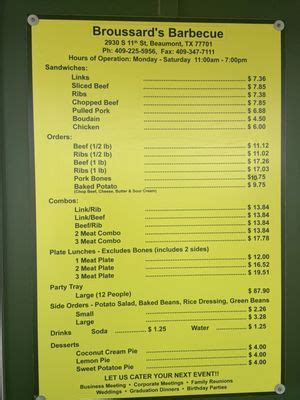 Broussard's Barbecue
2930 S 11th St, Beaumont, TX 77701
Ph: 409-225-5956, Fax: 409-347-7111
Hours of Operation: Monday - Saturday 11:00am - 7:00pm
Sandwiches:
Links $ 7.36
Sliced Beef $ 7.85
Ribs $ 7.38
Chopped Beef $ 7.85
Pulled Pork $ 6.88
Boudain $ 4.50
Chicken $ 6.00
Orders:
Beef (1/2 lb) $ 11.12
Ribs (1/2 lb) $ 11.02
Beef (1 lb) $ 17.26
Ribs (1 lb) $ 17.03
Pork Bones $10.75
Baked Potato $ 9.75
(Chop Beef, Cheese, Butter & Sour Cream)
Combos:
Link/Rib $ 13.84
Link/Beef $ 13.84
Beef/Rib $ 13.84
2 Meat Combo $ 13.84
3 Meat Combo $ 17.78
Plate Lunches - Excludes Bones (includes 2 sides)
1 Meat Plate $ 12.00
2 Meat Plate $ 16.52
3 Meat Plate $ 19.51
Party Tray
Large (12 People) $ 87.90
Side Orders - Potato Salad, Baked Beans, Rice Dressing, Green Beans
Small $ 2.26
Large $ 3.28
Drinks Soda $ 1.25 Water $ 1.25
Desserts
Coconut Cream Pie $ 4.00
Lemon Pie $ 4.00
Sweet Potatoe Pie $ 4.00
LET US CATER YOUR NEXT EVENT!!
Business Meeting - Corporate Meetings - Family Reunions
Weddings - Graduation Dinners - Birthday Parties